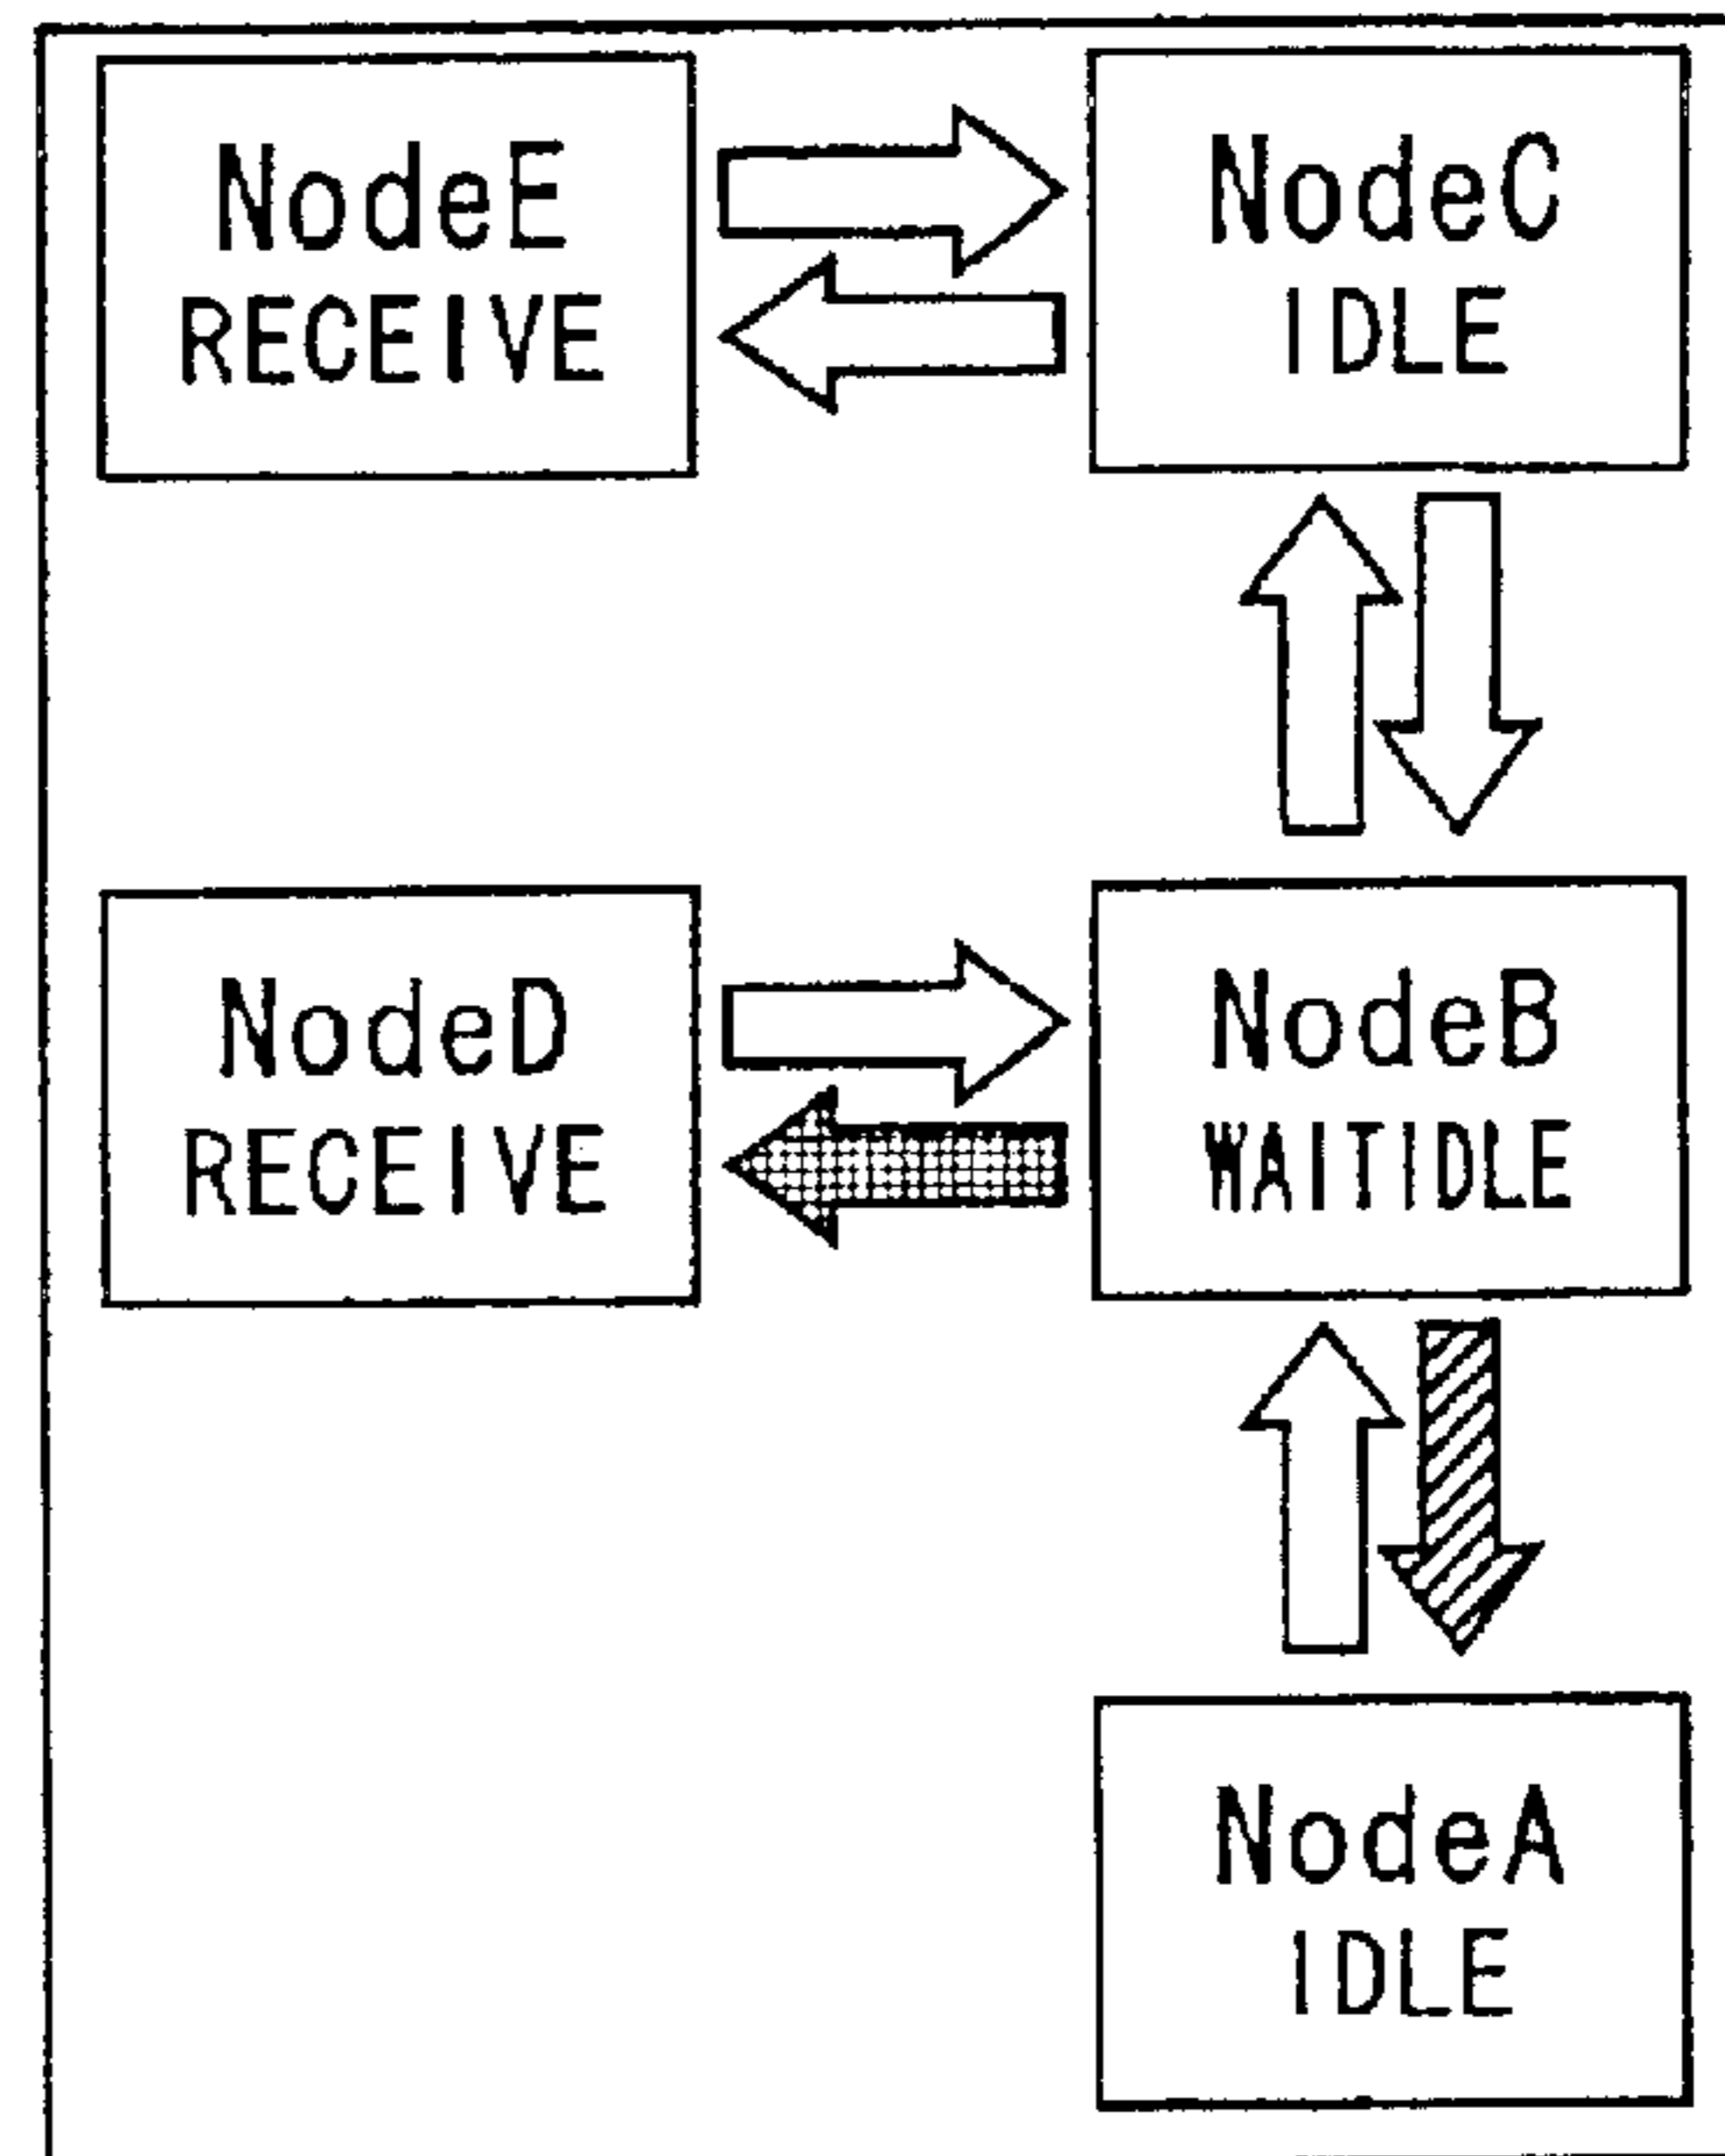 NodeE
RECEIVE
NodeC
IDLE
NodeD
RECEIVE
NodeB
WAITIDLE
NodeA
IDLE